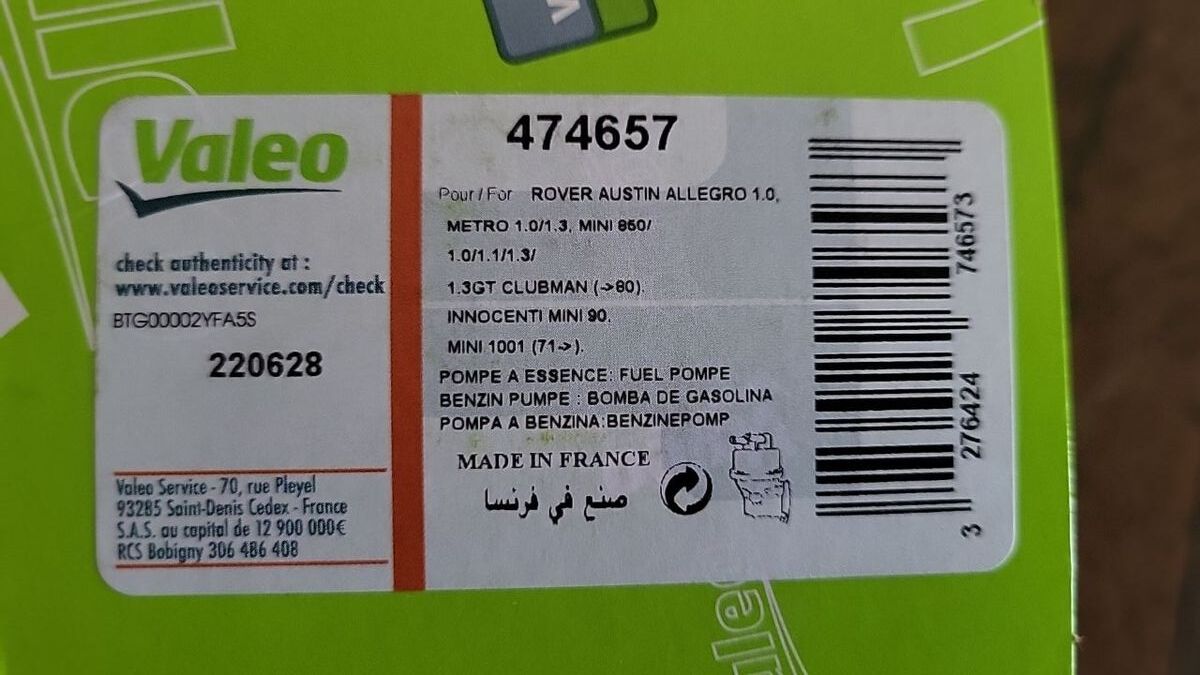 Valeo
check authenticity at :
www.valeoservice.com/check
BTG00002YFA5S
220628
Valeo Service - 70, rue Pleyel
93285 Saint-Denis Cedex - France
S.A.S. au capital de 12 900 000€
RCS Bobigny 306 486 408
474657
Pour / For ROVER AUSTIN ALLEGRO 1.0,
METRO 1.0/1.3, MINI 850/
1.0/1.1/1.3/
1.3GT CLUBMAN (->80).
INNOCENTI MINI 90,
MINI 1001 (71->).
POMPE A ESSENCE: FUEL POMPE
BENZIN PUMPE : BOMBA DE GASOLINA
POMPA A BENZINA:BENZINEPOMP
MADE IN FRANCE
صنع في فرنسا
3 276424 746573